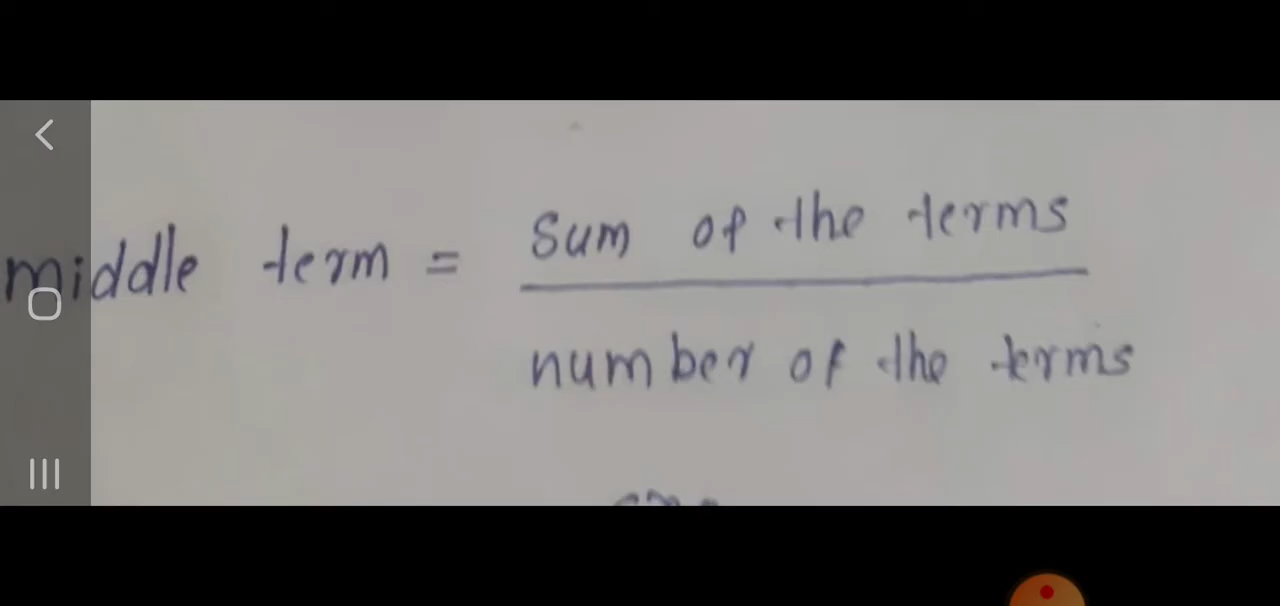 middle term = sum of the terms
number of the terms